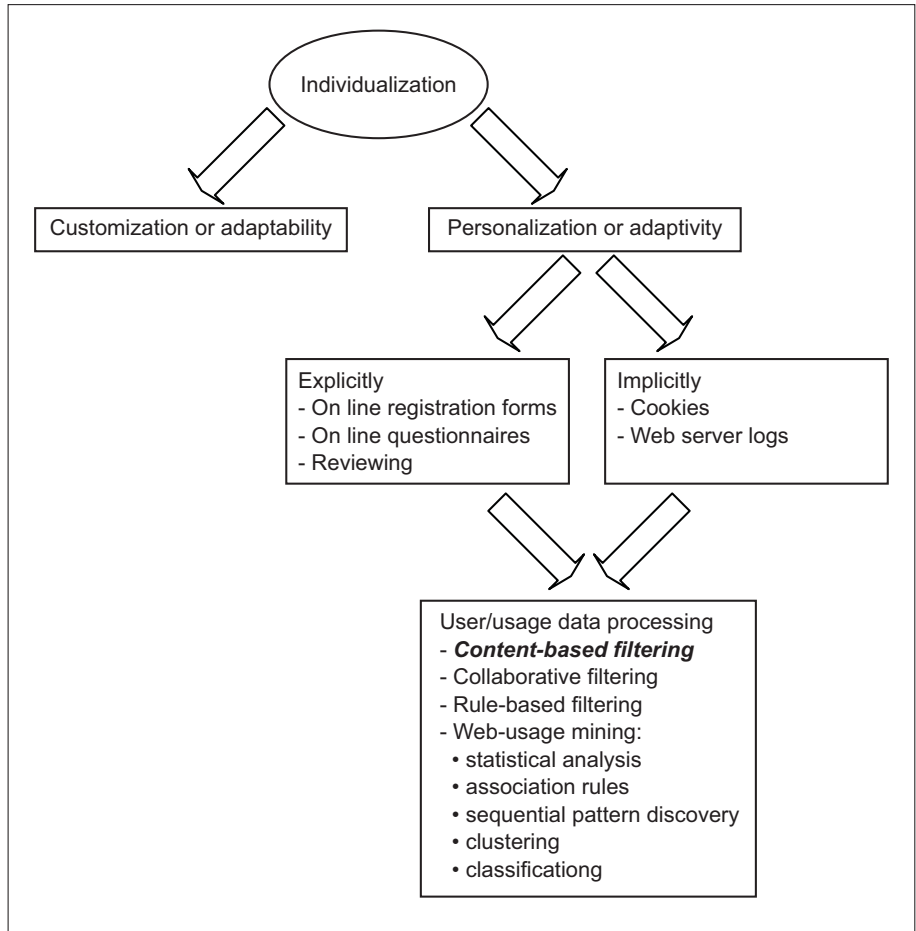 Individualization
Customization or adaptability
Personalization or adaptivity
Explicitly
- On line registration forms
- On line questionnaires
- Reviewing
Implicitly
- Cookies
- Web server logs
User/usage data processing
- Content-based filtering
- Collaborative filtering
- Rule-based filtering
- Web-usage mining:
• statistical analysis
• association rules
• sequential pattern discovery
• clustering
• classificationg